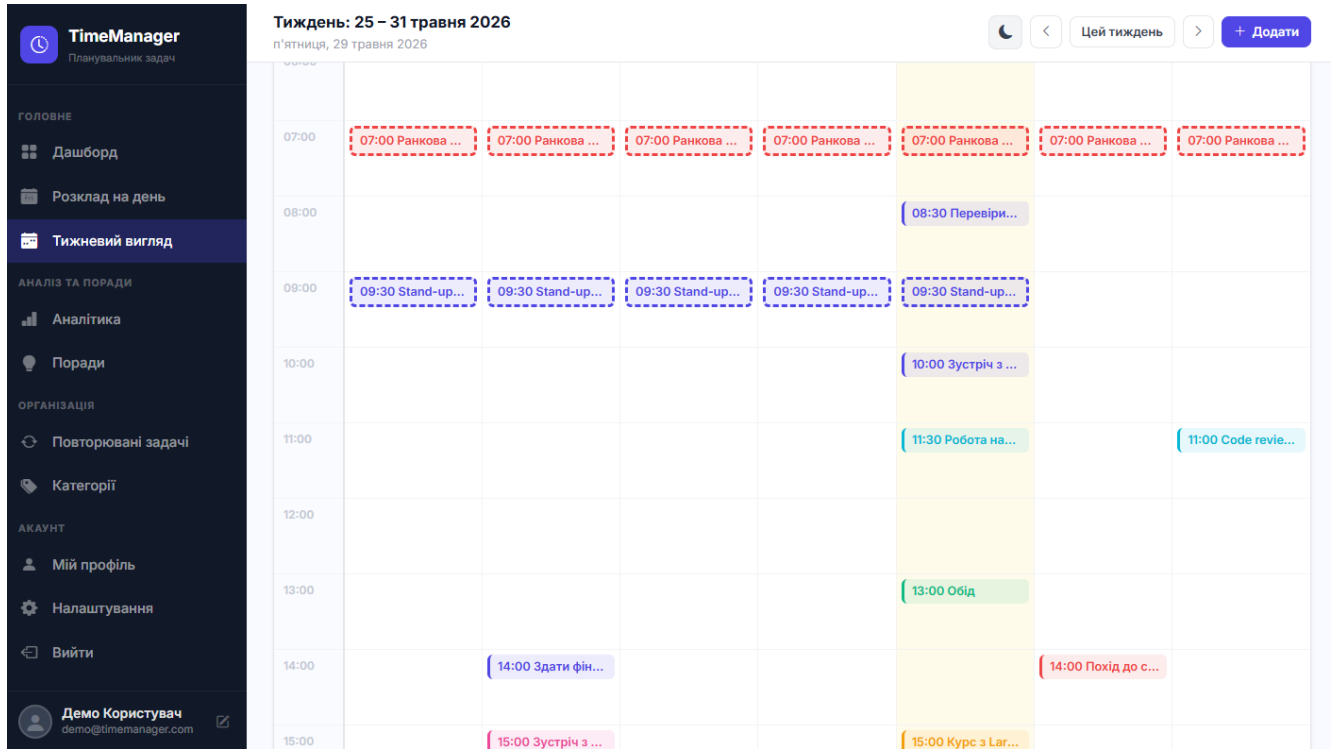 TimeManager
Планувальник задач
ГОЛОВНЕ
Дашборд
Розклад на день
Тижневий вигляд
АНАЛІЗ ТА ПОРАДИ
Аналітика
Поради
ОРГАНІЗАЦІЯ
Повторювані задачі
Категорії
АКАУНТ
Мій профіль
Налаштування
Вийти
Демо Користувач
demo@timemanager.com
Тиждень: 25 – 31 травня 2026
п'ятниця, 29 травня 2026
Цей тиждень
+ Додати
07:00
07:00 Ранкова ...
07:00 Ранкова ...
07:00 Ранкова ...
07:00 Ранкова ...
07:00 Ранкова ...
07:00 Ранкова ...
07:00 Ранкова ...
08:00
08:30 Перевіри...
09:00
09:30 Stand-up...
09:30 Stand-up...
09:30 Stand-up...
09:30 Stand-up...
09:30 Stand-up...
10:00
10:00 Зустріч з ...
11:00
11:30 Робота на...
11:00 Code revie...
12:00
13:00
13:00 Обід
14:00
14:00 Здати фін...
14:00 Похід до с...
15:00
15:00 Зустріч з ...
15:00 Курс з Lar...